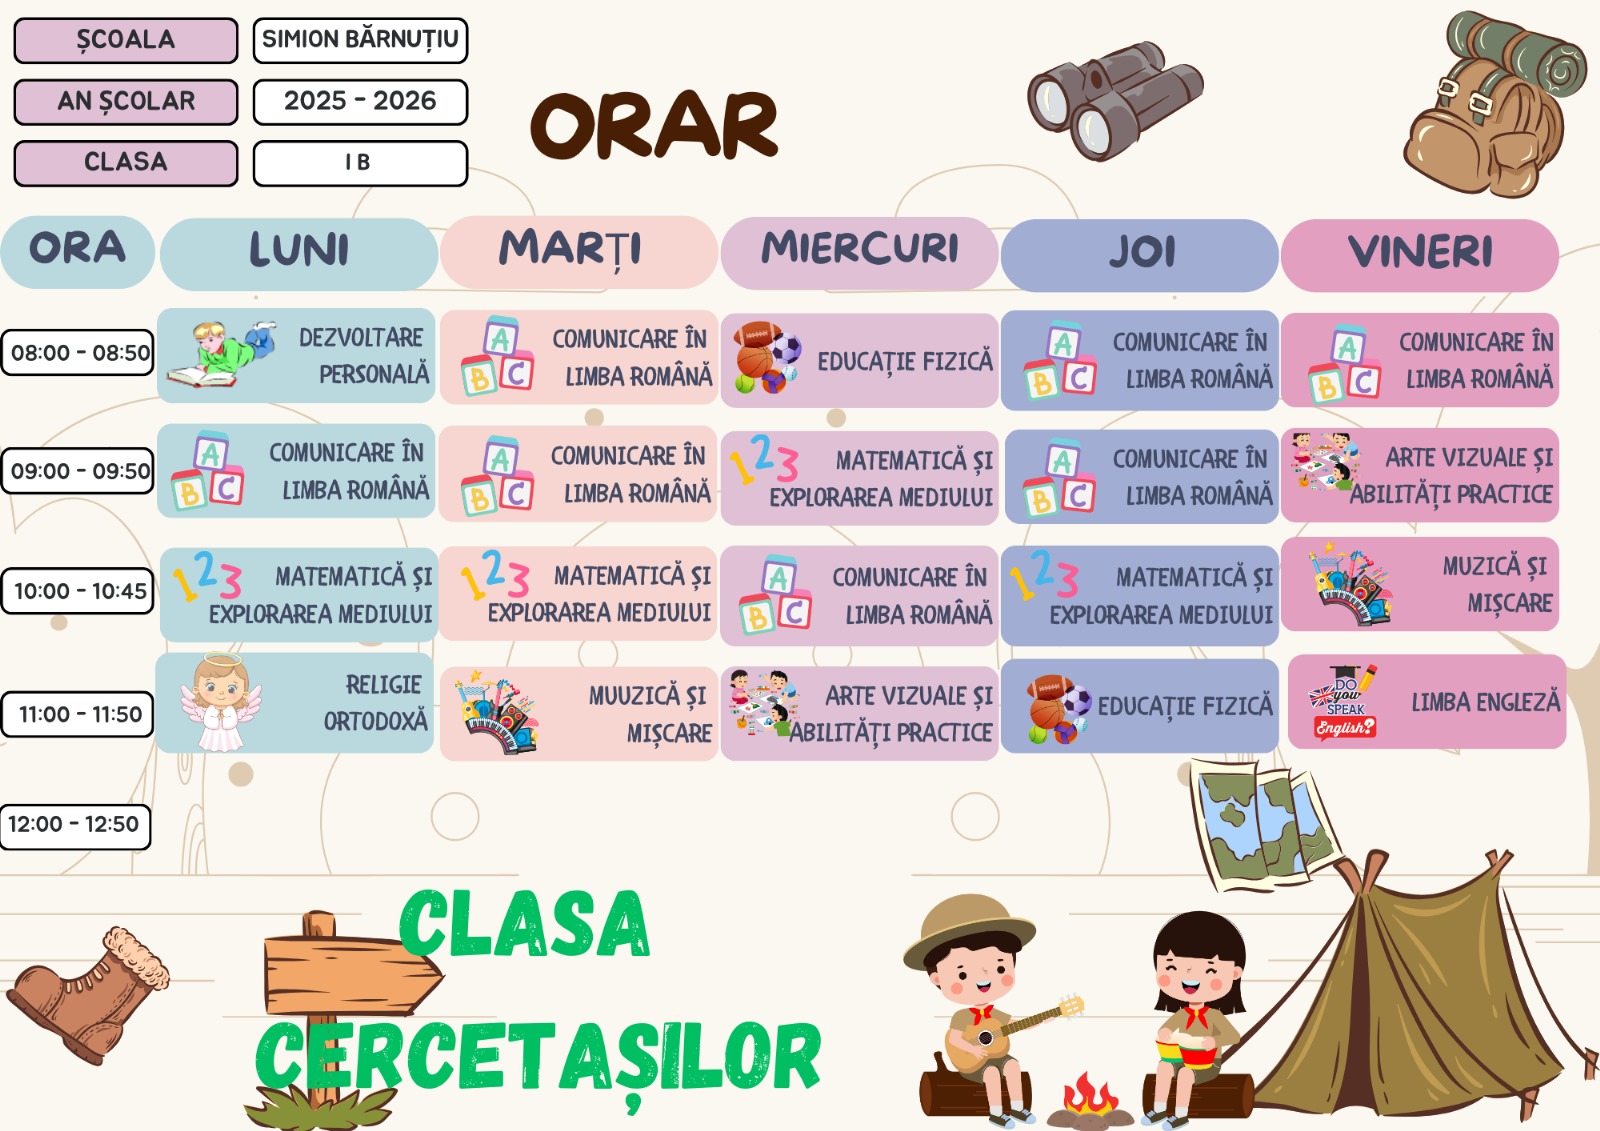 ȘCOALA SIMION BĂRNUȚIU
AN ȘCOLAR 2025 - 2026
CLASA I B
ORAR
ORA LUNI MARȚI MIERCURI JOI VINERI
08:00 - 08:50
DEZVOLTARE
PERSONALĂ
A B C
COMUNICARE ÎN
LIMBA ROMÂNĂ
EDUCAȚIE FIZICĂ
A B C
COMUNICARE ÎN
LIMBA ROMÂNĂ
A B C
COMUNICARE ÎN
LIMBA ROMÂNĂ
09:00 - 09:50
A B C
COMUNICARE ÎN
LIMBA ROMÂNĂ
A B C
COMUNICARE ÎN
LIMBA ROMÂNĂ
123
MATEMATICĂ ȘI
EXPLORAREA MEDIULUI
A B C
COMUNICARE ÎN
LIMBA ROMÂNĂ
ARTE VIZUALE ȘI
ABILITĂȚI PRACTICE
10:00 - 10:45
123
MATEMATICĂ ȘI
EXPLORAREA MEDIULUI
123
MATEMATICĂ ȘI
EXPLORAREA MEDIULUI
A B C
COMUNICARE ÎN
LIMBA ROMÂNĂ
123
MATEMATICĂ ȘI
EXPLORAREA MEDIULUI
MUZICĂ ȘI
MIȘCARE
11:00 - 11:50
RELIGIE
ORTODOXĂ
MUUZICĂ ȘI
MIȘCARE
ARTE VIZUALE ȘI
ABILITĂȚI PRACTICE
EDUCAȚIE FIZICĂ
DO
you
SPEAK
English?
LIMBA ENGLEZĂ
12:00 - 12:50
CLASA
CERCETAȘILOR